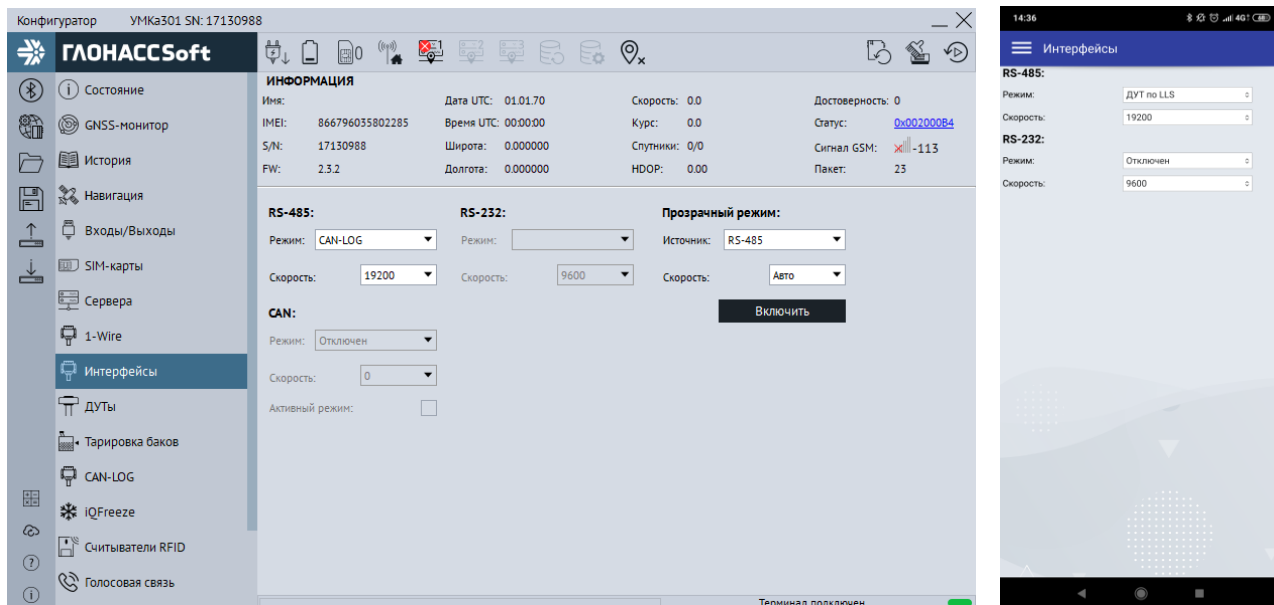 Конфигуратор УМКа301 SN: 17130988
ГЛОНАССSoft
0
Состояние
GNSS-монитор
История
Навигация
Входы/Выходы
SIM-карты
Сервера
1-Wire
Интерфейсы
ДУТы
Тарировка баков
CAN-LOG
iQFreeze
Считыватели RFID
Голосовая связь
ИНФОРМАЦИЯ
Имя: Дата UTC: 01.01.70 Скорость: 0.0 Достоверность: 0
IMEI: 866796035802285 Время UTC: 00:00:00 Курс: 0.0 Статус: 0x002000B4
S/N: 17130988 Широта: 0.000000 Спутники: 0/0 Сигнал GSM: -113
FW: 2.3.2 Долгота: 0.000000 HDOP: 0.00 Пакет: 23
RS-485: RS-232: Прозрачный режим:
Режим: CAN-LOG Режим: Источник: RS-485
Скорость: 19200 Скорость: 9600 Скорость: Авто
CAN: Включить
Режим: Отключен
Скорость: 0
Активный режим:
Терминал подключен
14:36 4G
Интерфейсы
RS-485:
Режим: ДУТ по LLS
Скорость: 19200
RS-232:
Режим: Отключен
Скорость: 9600